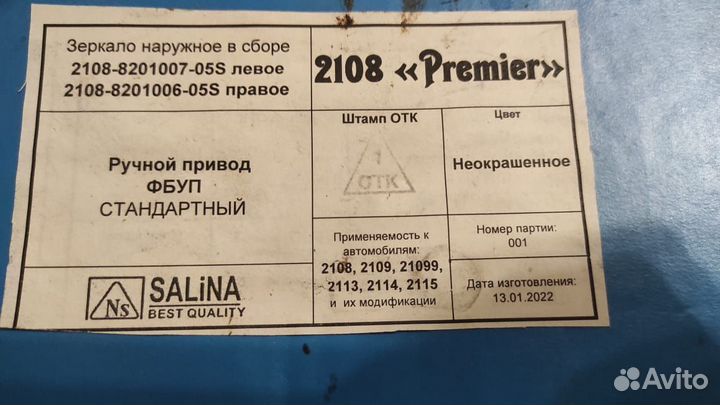 Зеркало наружное в сборе
2108-8201007-05S левое
2108-8201006-05S правое
2108 «Premier»
Ручной привод
ФБУП
СТАНДАРТНЫЙ
Штамп ОТК
1
ОТК
Цвет
Неокрашенное
Применяемость к
автомобилям:
2108, 2109, 21099,
2113, 2114, 2115
и их модификации
Номер партии:
001
Дата изготовления:
13.01.2022
Ns
SALiNA
BEST QUALITY
Avito